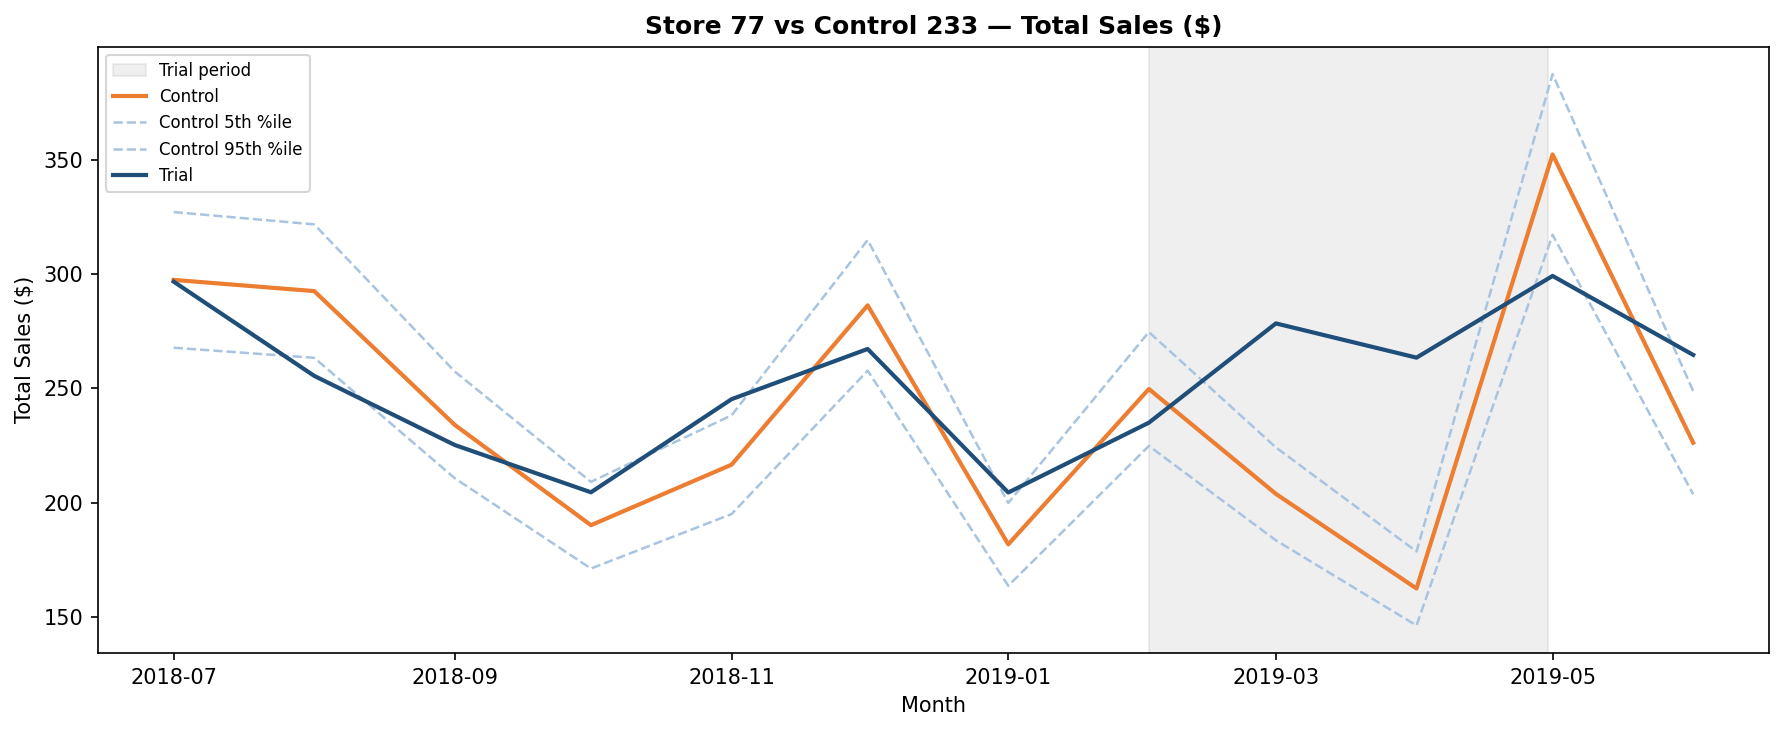 Store 77 vs Control 233 — Total Sales ($)
Trial period
Control
Control 5th %ile
Control 95th %ile
Trial
Total Sales ($)
350
300
250
200
150
2018-07 2018-09 2018-11 2019-01 2019-03 2019-05
Month